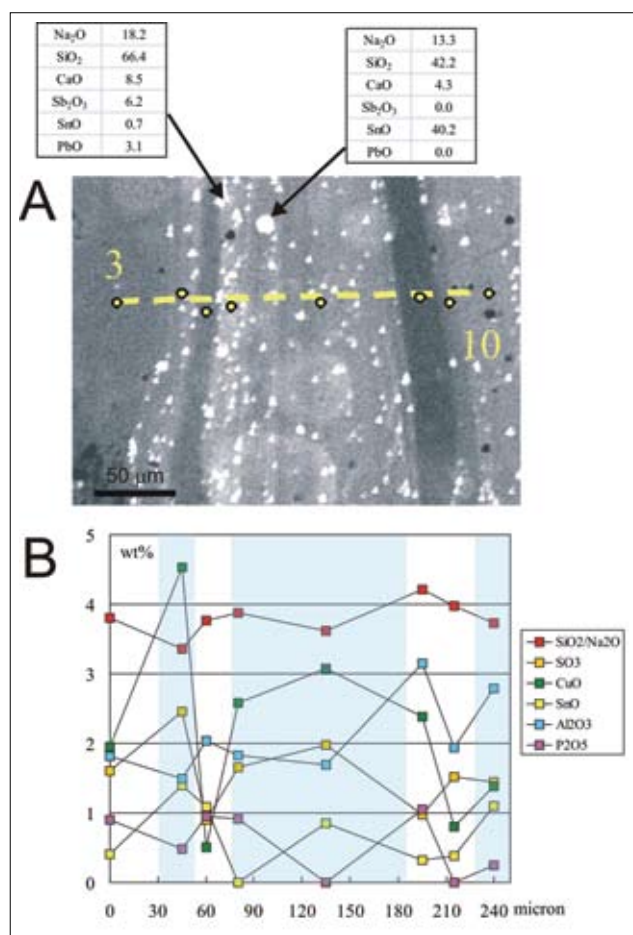 Na₂O 18.2
SiO₂ 66.4
CaO 8.5
Sb₂O₃ 6.2
SnO 0.7
PbO 3.1
Na₂O 13.3
SiO₂ 42.2
CaO 4.3
Sb₂O₃ 0.0
SnO 40.2
PbO 0.0
A
3
10
50 µm
B
wt%
5
4
3
2
1
0
0 30 60 90 120 150 180 210 240 micron
SiO2/Na2O
SO3
CuO
SnO
Al2O3
P2O5